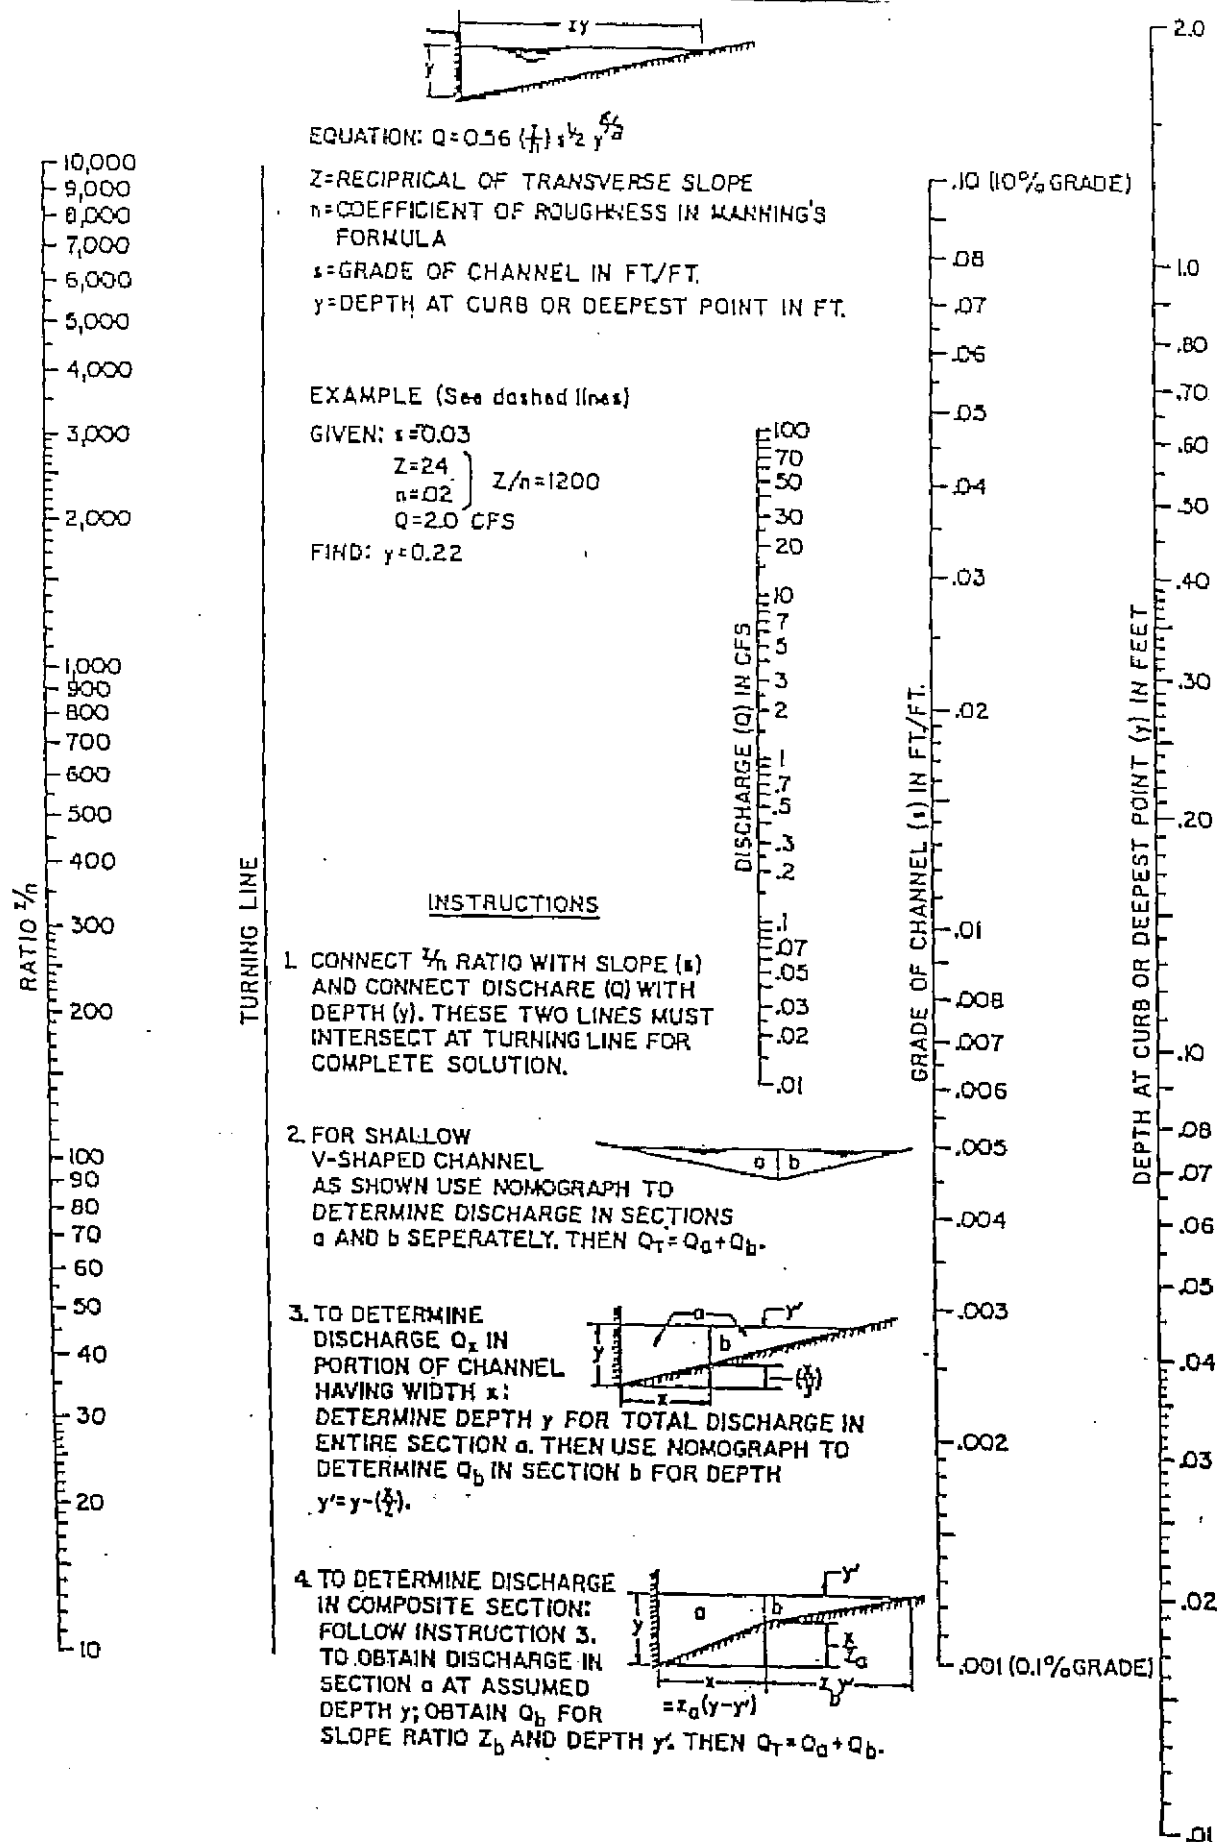 zy
y
EQUATION: Q=0.56 (z/n) s^1/2 y^8/3
Z=RECIPRICAL OF TRANSVERSE SLOPE
n=COEFFICIENT OF ROUGHNESS IN MANNING'S
FORMULA
s=GRADE OF CHANNEL IN FT/FT.
y=DEPTH AT CURB OR DEEPEST POINT IN FT.
EXAMPLE (See dashed lines)
GIVEN: s=0.03
Z=24
n=.02
Z/n=1200
Q=2.0 CFS
FIND: y=0.22
INSTRUCTIONS
1. CONNECT Z/n RATIO WITH SLOPE (s)
AND CONNECT DISCHARE (Q) WITH
DEPTH (y). THESE TWO LINES MUST
INTERSECT AT TURNING LINE FOR
COMPLETE SOLUTION.
2. FOR SHALLOW
V-SHAPED CHANNEL
AS SHOWN USE NOMOGRAPH TO
DETERMINE DISCHARGE IN SECTIONS
a AND b SEPERATELY. THEN QT=Qa+Qb.
a b
3. TO DETERMINE
DISCHARGE Qx IN
PORTION OF CHANNEL
HAVING WIDTH x:
DETERMINE DEPTH y FOR TOTAL DISCHARGE IN
ENTIRE SECTION a. THEN USE NOMOGRAPH TO
DETERMINE Qb IN SECTION b FOR DEPTH
y'=y-(x/z).
a
y'
y
b
(x/y)
x
4. TO DETERMINE DISCHARGE
IN COMPOSITE SECTION:
FOLLOW INSTRUCTION 3.
TO OBTAIN DISCHARGE IN
SECTION a AT ASSUMED
DEPTH y; OBTAIN Qb FOR
SLOPE RATIO Zb AND DEPTH y'. THEN QT=Qa+Qb.
y'
y
a
b
x/Za
x
Zb y'
=za(y-y')
RATIO Z/n
10,000
9,000
8,000
7,000
6,000
5,000
4,000
3,000
2,000
1,000
900
800
700
600
500
400
300
200
100
90
80
70
60
50
40
30
20
10
TURNING LINE
DISCHARGE (Q) IN CFS
100
70
50
30
20
10
7
5
3
2
1
.7
.5
.3
.2
.1
.07
.05
.03
.02
.01
GRADE OF CHANNEL (s) IN FT/FT.
.10 (10% GRADE)
.08
.07
.06
.05
.04
.03
.02
.01
.008
.007
.006
.005
.004
.003
.002
.001 (0.1% GRADE)
DEPTH AT CURB OR DEEPEST POINT (y) IN FEET
2.0
1.0
.80
.70
.60
.50
.40
.30
.20
.10
.08
.07
.06
.05
.04
.03
.02
.01